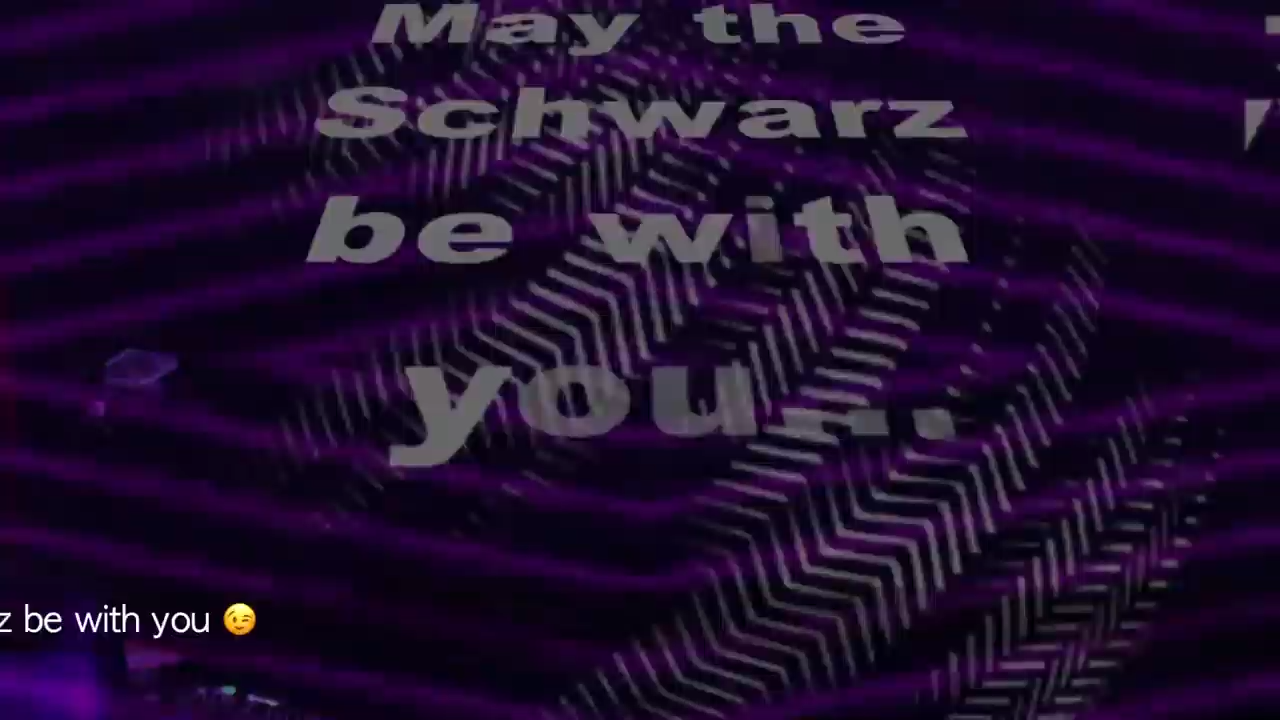 May the
Schwarz
be with
you...
z be with you 😉